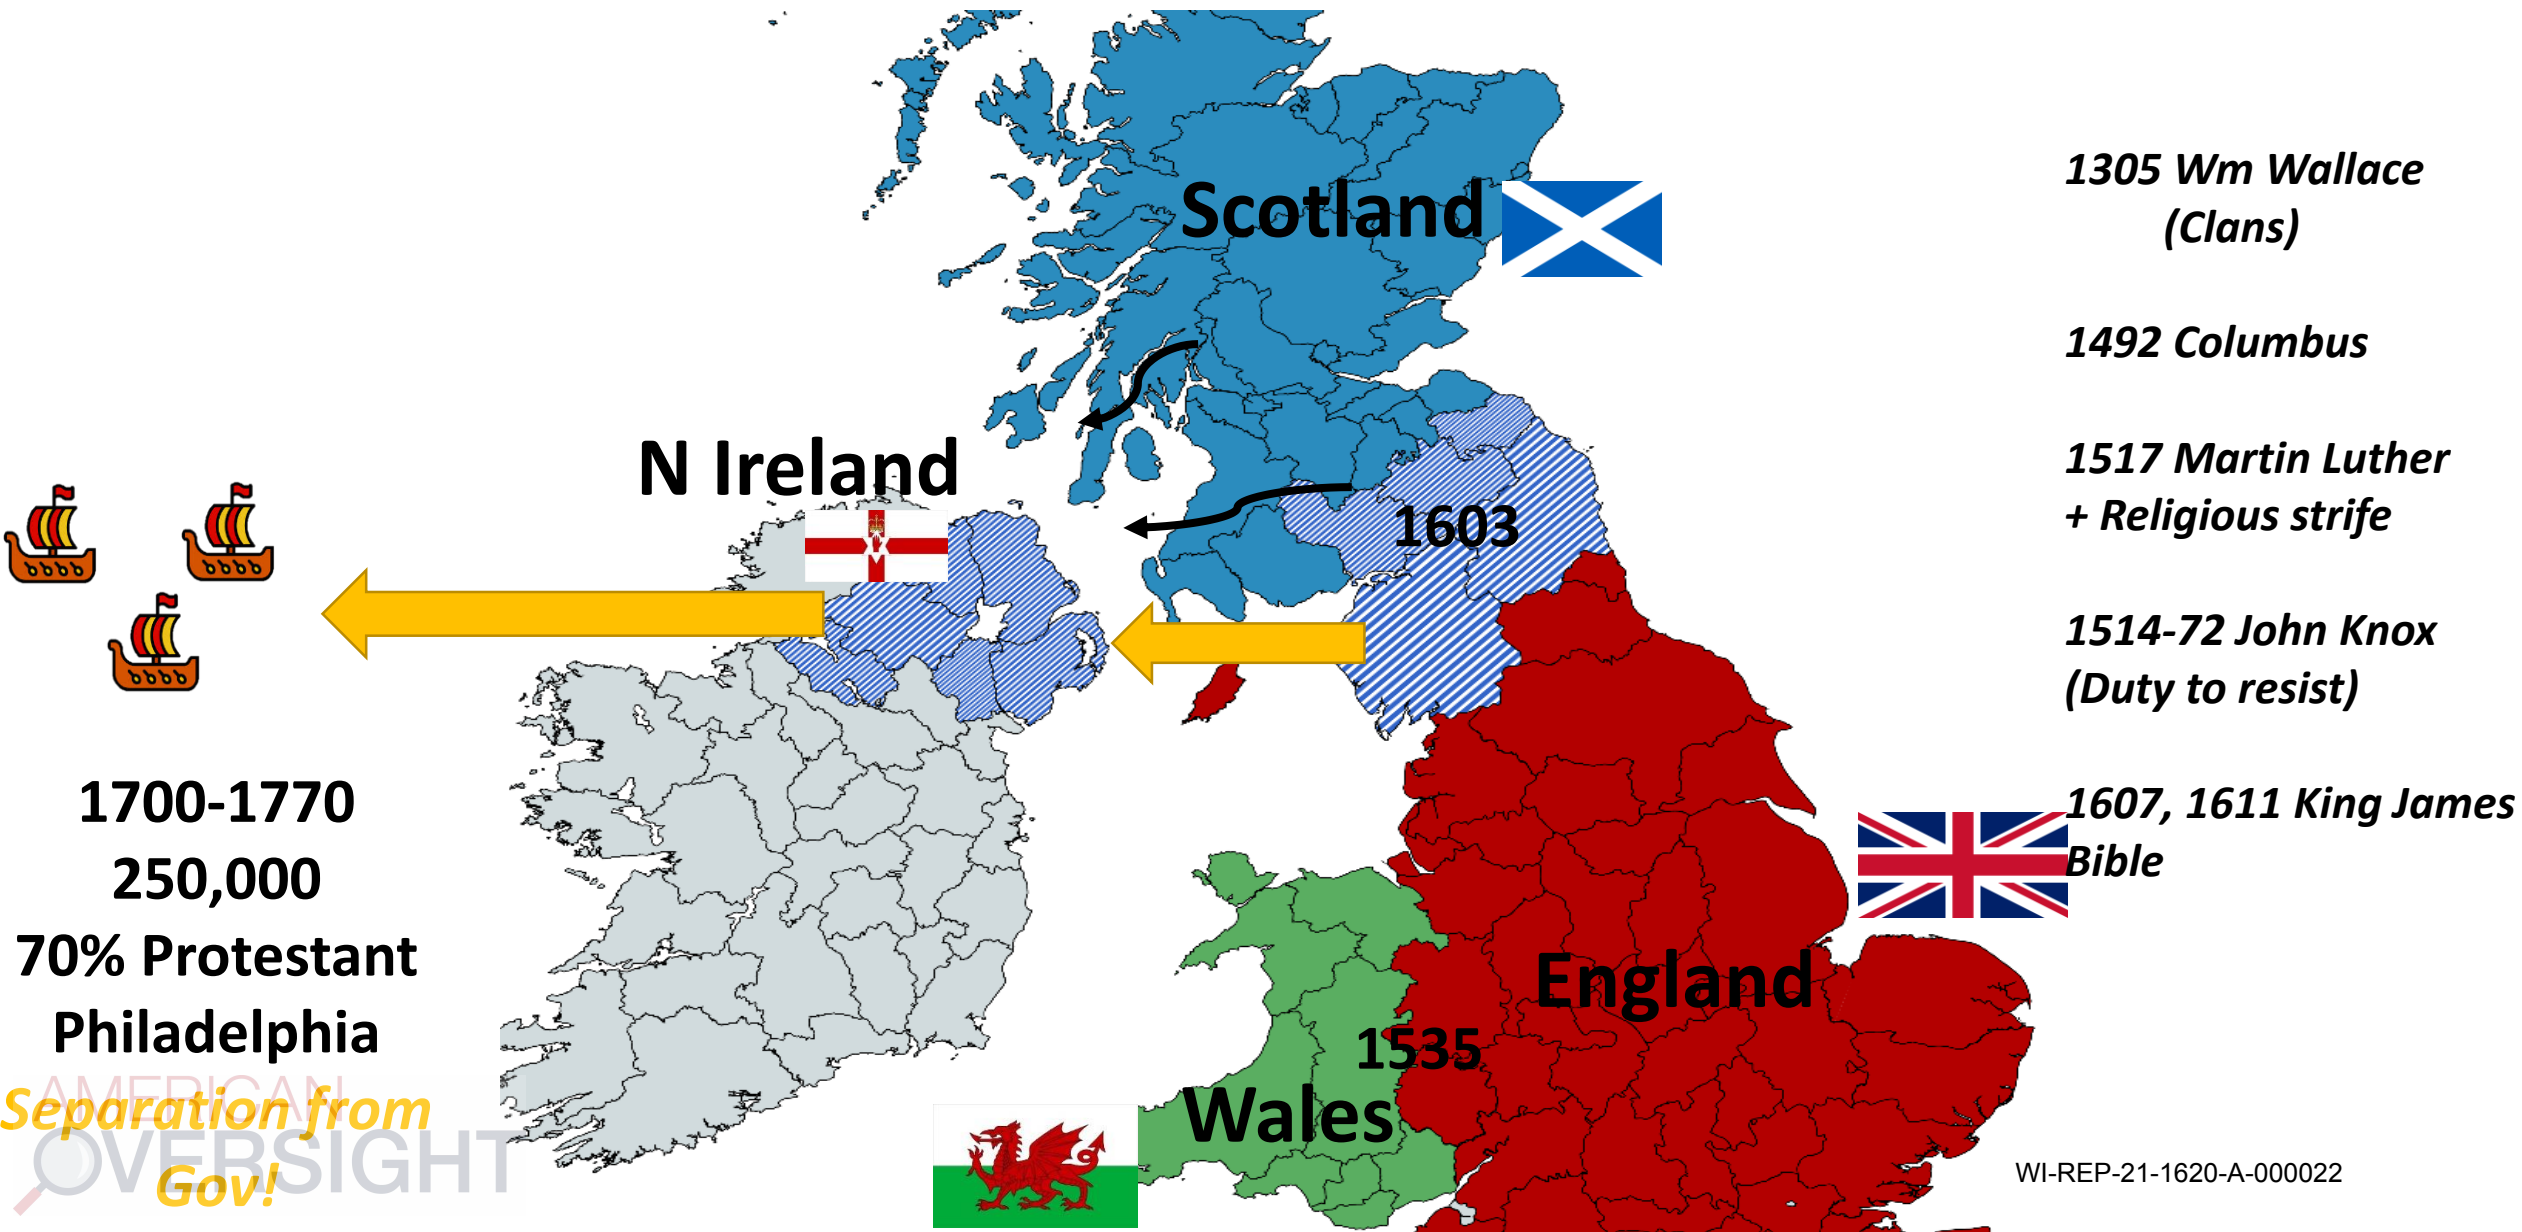 Scotland
N Ireland
1603
England
1535
Wales
1305 Wm Wallace
(Clans)
1492 Columbus
1517 Martin Luther
+ Religious strife
1514-72 John Knox
(Duty to resist)
1607, 1611 King James
Bible
1700-1770
250,000
70% Protestant
Philadelphia
Separation from
Gov!
AMERICAN
OVERSIGHT
WI-REP-21-1620-A-000022